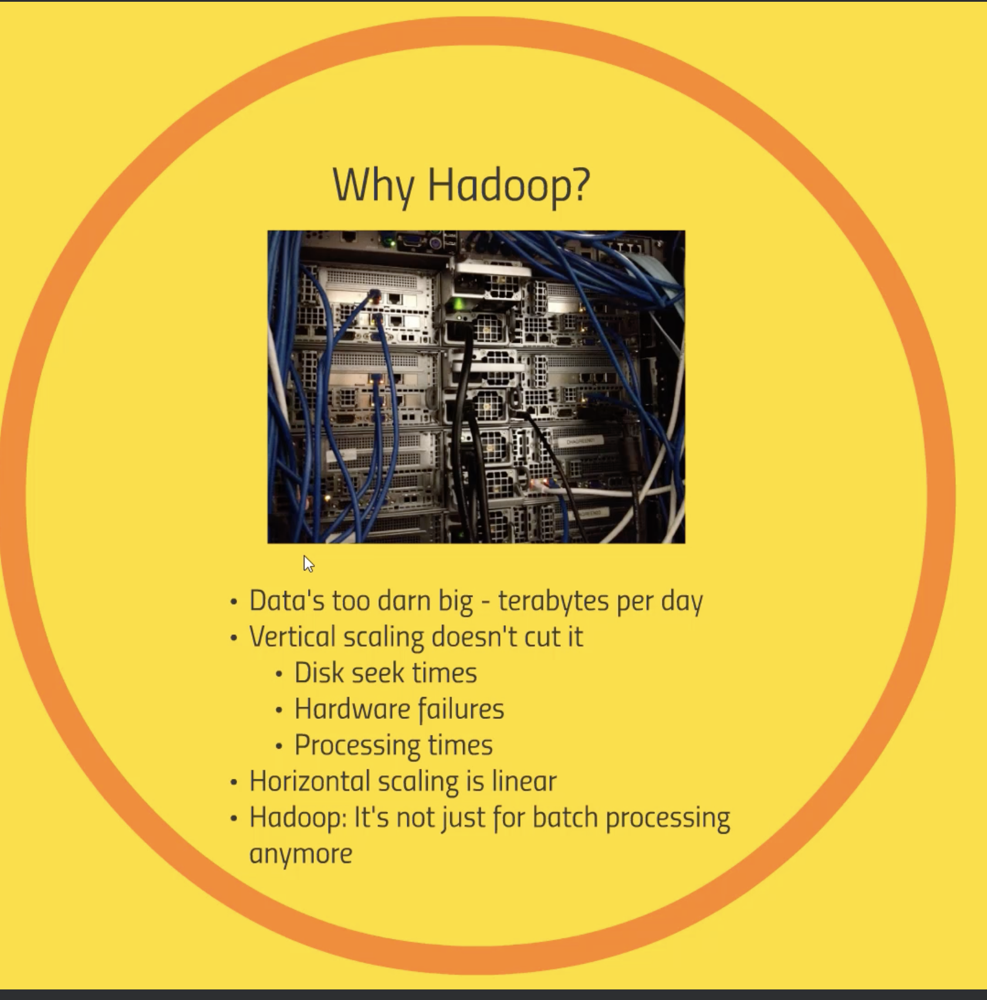 Why Hadoop?
DHAGREEN01
• Data's too darn big - terabytes per day
• Vertical scaling doesn't cut it
• Disk seek times
• Hardware failures
• Processing times
• Horizontal scaling is linear
• Hadoop: It's not just for batch processing
anymore